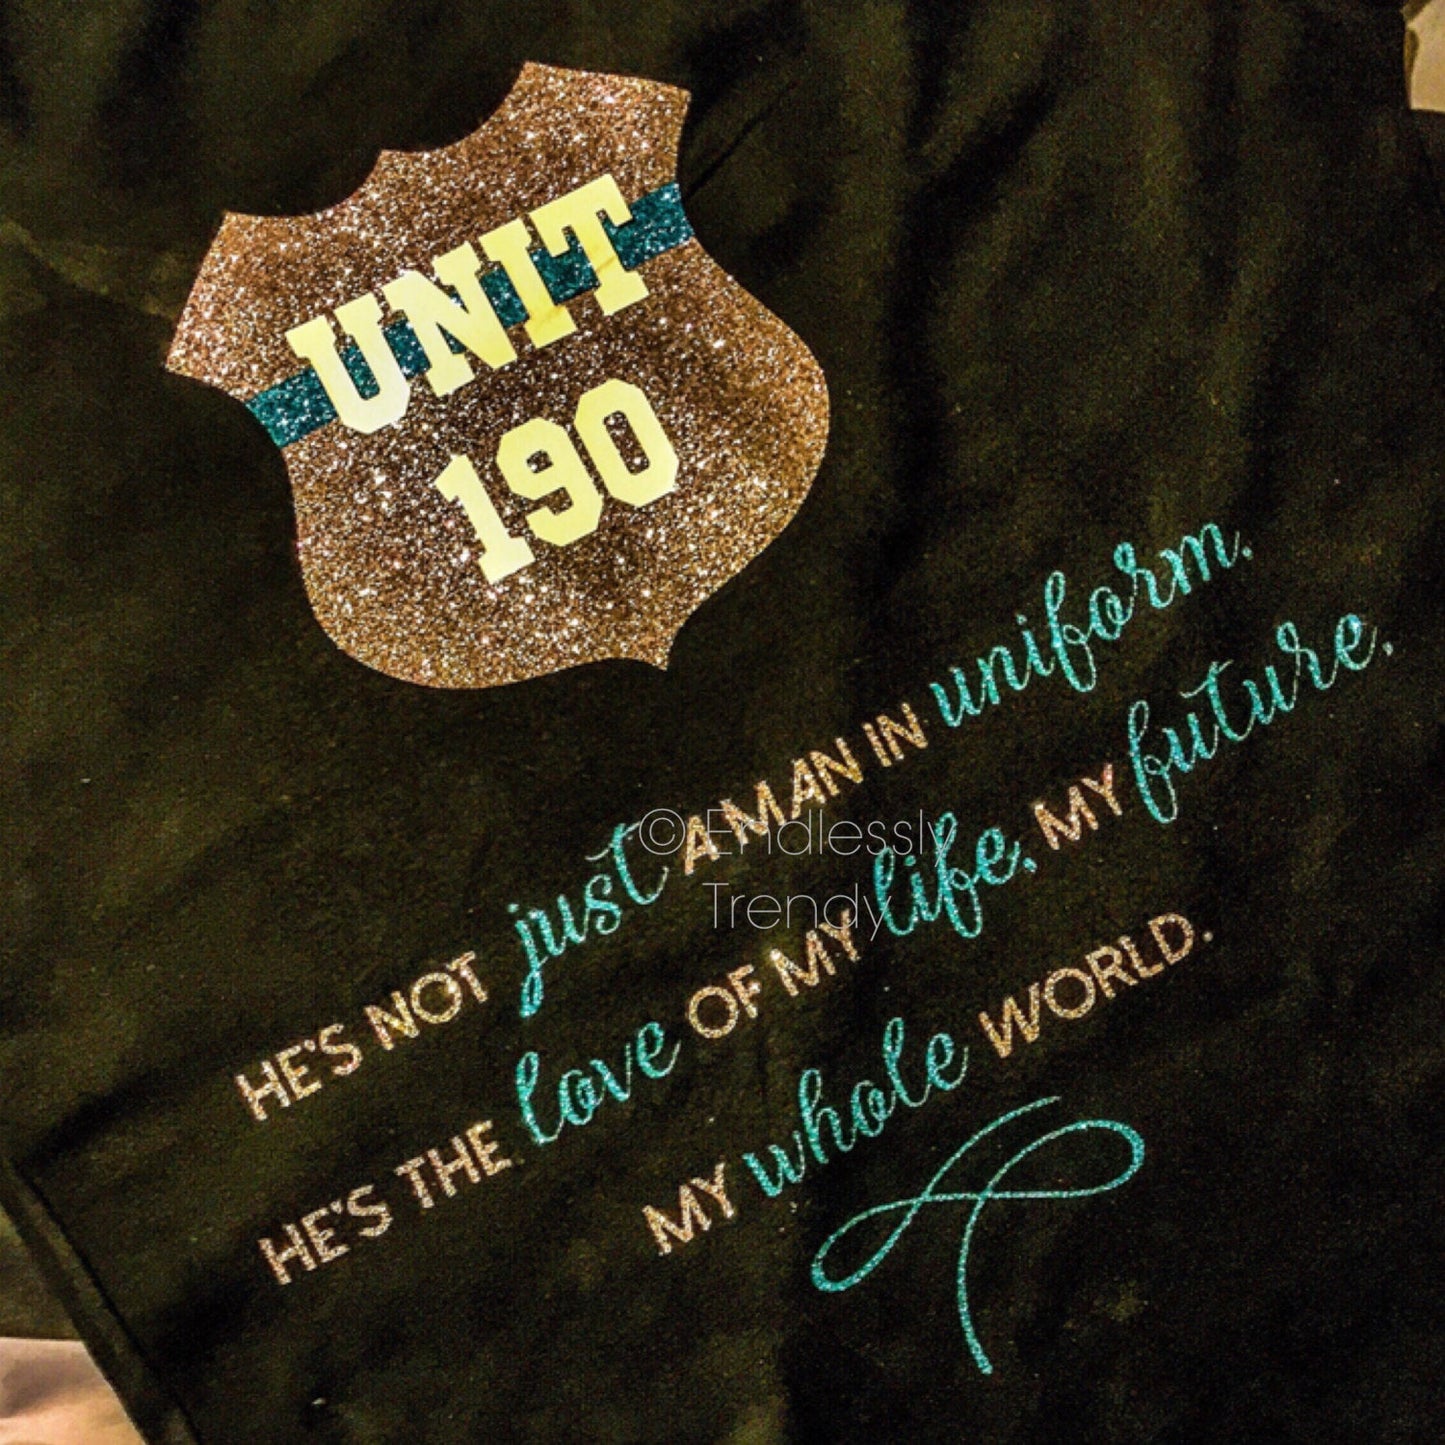 UNIT
190
HE'S NOT just A MAN IN uniform.
HE'S THE love OF MY life. MY future.
MY whole WORLD.
© Endlessly
Trendy